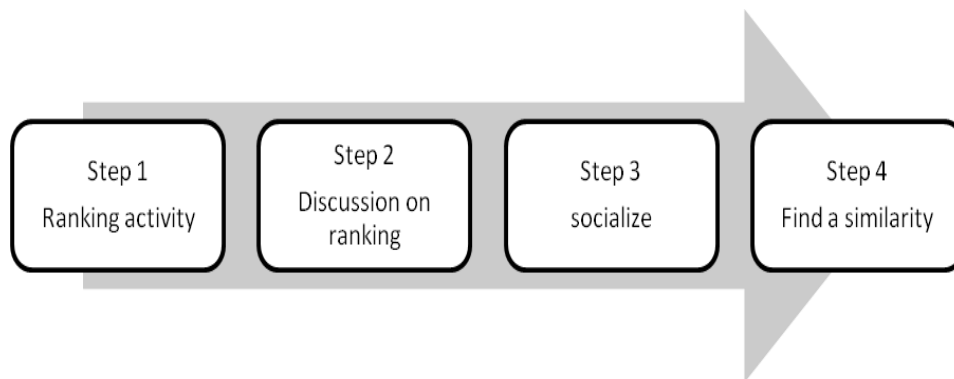 Step 1
Ranking activity
Step 2
Discussion on
ranking
Step 3
socialize
Step 4
Find a similarity